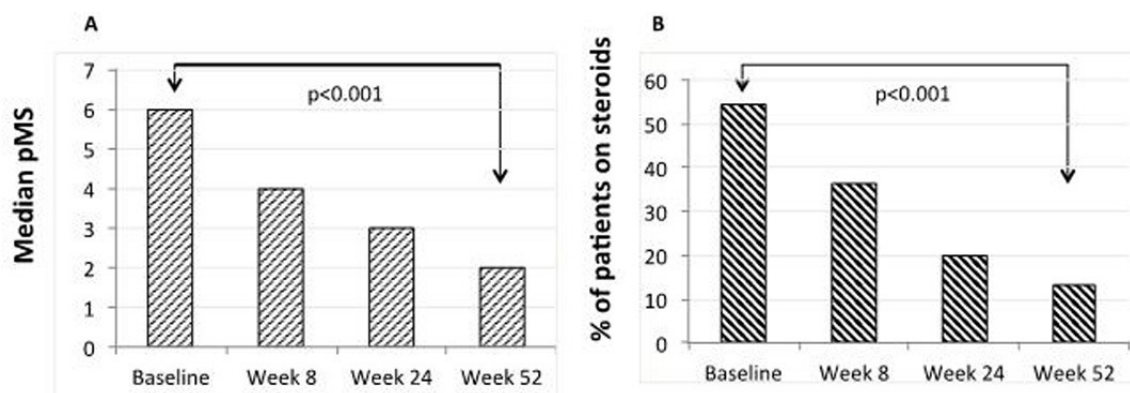 A
Median pMS
7
6
5
4
3
2
1
0
p<0.001
Baseline Week 8 Week 24 Week 52
B
% of patients on steroids
60
50
40
30
20
10
0
p<0.001
Baseline Week 8 Week 24 Week 52